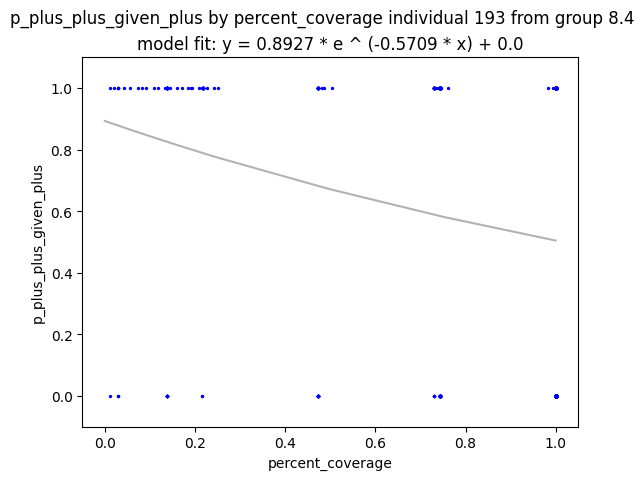 p_plus_plus_given_plus by percent_coverage individual 193 from group 8.4
model fit: y = 0.8927 * e ^ (-0.5709 * x) + 0.0
1.0
0.8
0.6
0.4
0.2
0.0
p_plus_plus_given_plus
0.0 0.2 0.4 0.6 0.8 1.0
percent_coverage